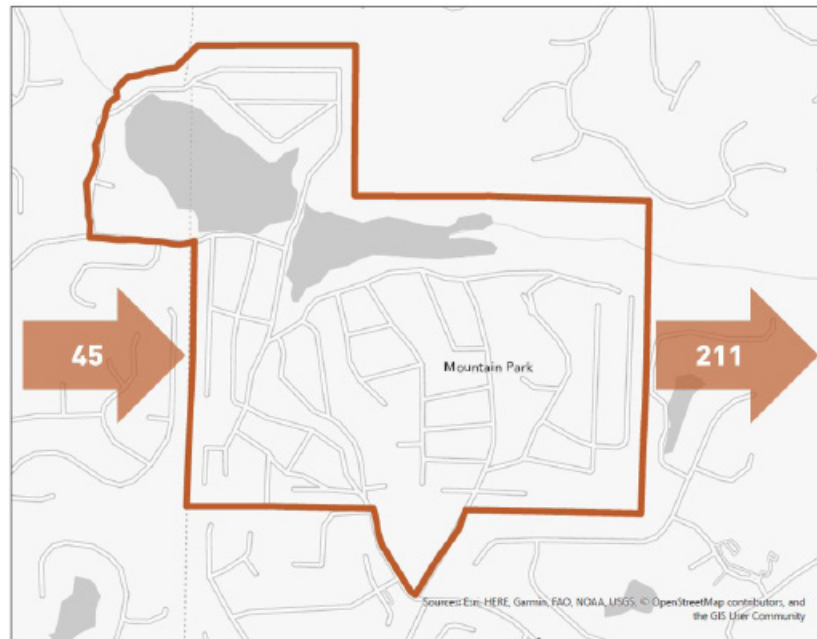 45
211
Mountain Park
Sources: Esri, HERE, Garmin, FAO, NOAA, USGS, © OpenStreetMap contributors, and
the GIS User Community